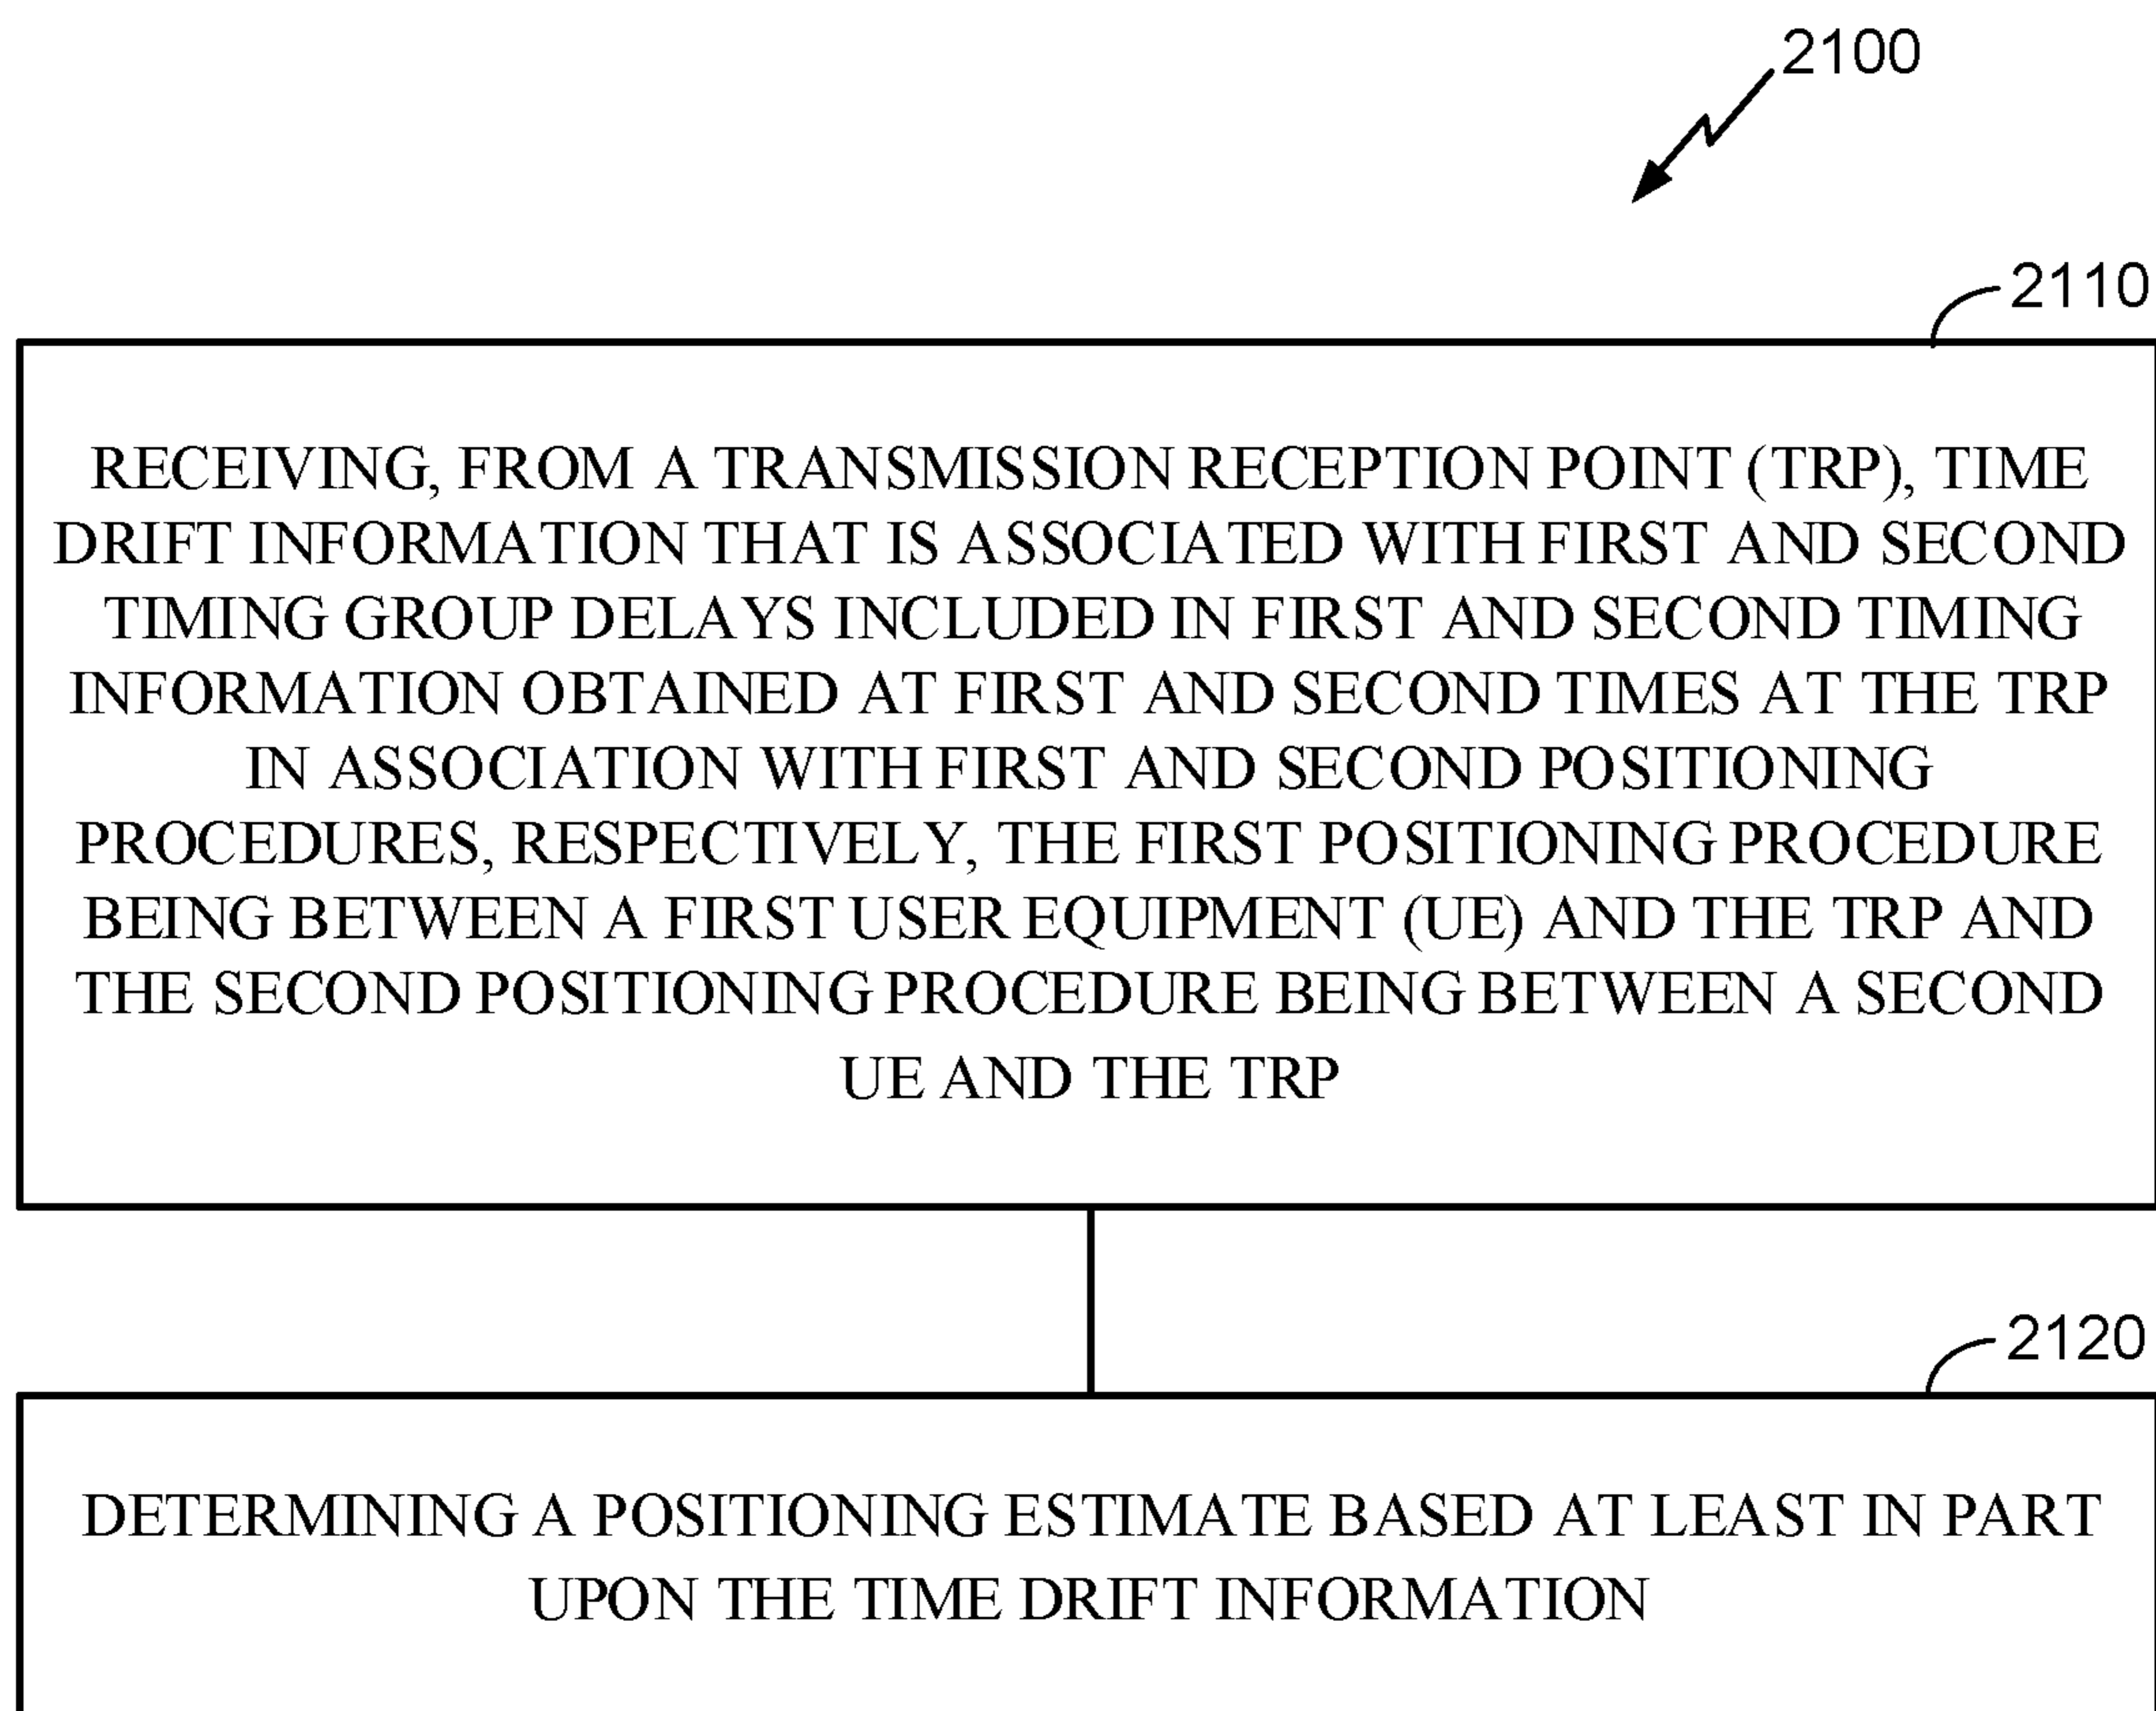 2100
2110
RECEIVING, FROM A TRANSMISSION RECEPTION POINT (TRP), TIME
DRIFT INFORMATION THAT IS ASSOCIATED WITH FIRST AND SECOND
TIMING GROUP DELAYS INCLUDED IN FIRST AND SECOND TIMING
INFORMATION OBTAINED AT FIRST AND SECOND TIMES AT THE TRP
IN ASSOCIATION WITH FIRST AND SECOND POSITIONING
PROCEDURES, RESPECTIVELY, THE FIRST POSITIONING PROCEDURE
BEING BETWEEN A FIRST USER EQUIPMENT (UE) AND THE TRP AND
THE SECOND POSITIONING PROCEDURE BEING BETWEEN A SECOND
UE AND THE TRP
2120
DETERMINING A POSITIONING ESTIMATE BASED AT LEAST IN PART
UPON THE TIME DRIFT INFORMATION